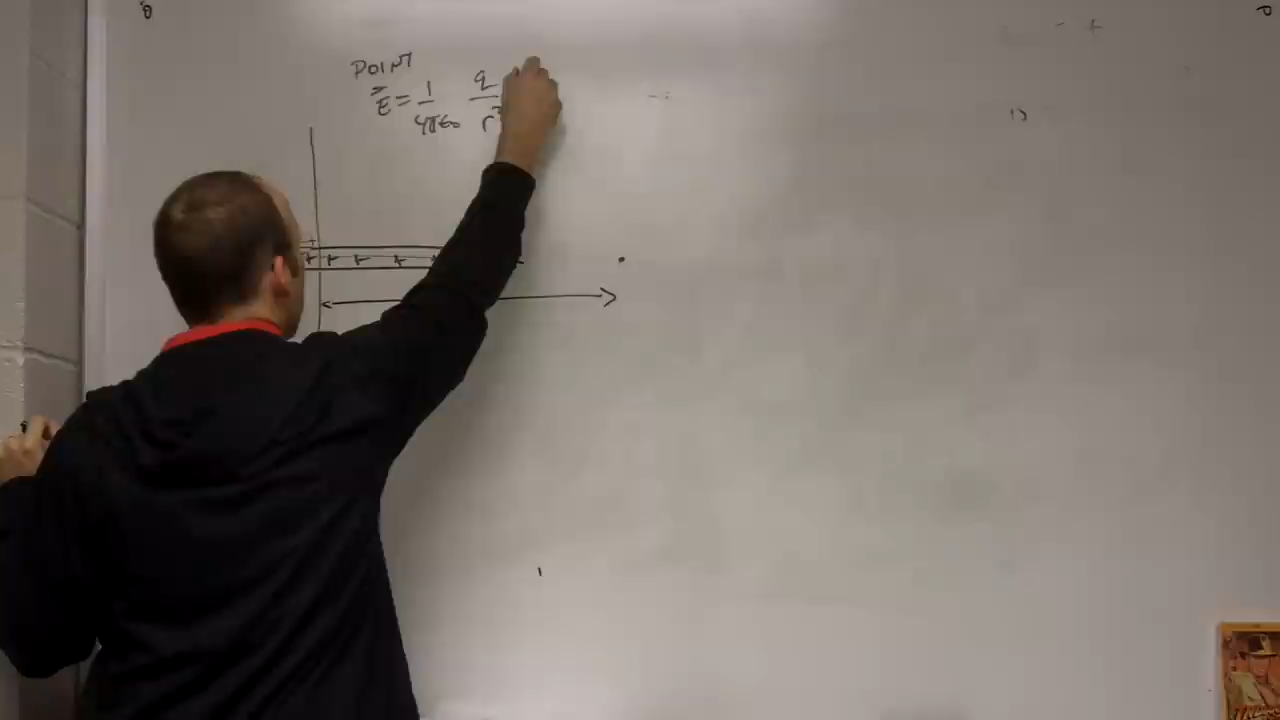 POINT
E⃗ = 1/4πε₀ q/r²
+ + + + + +
- +